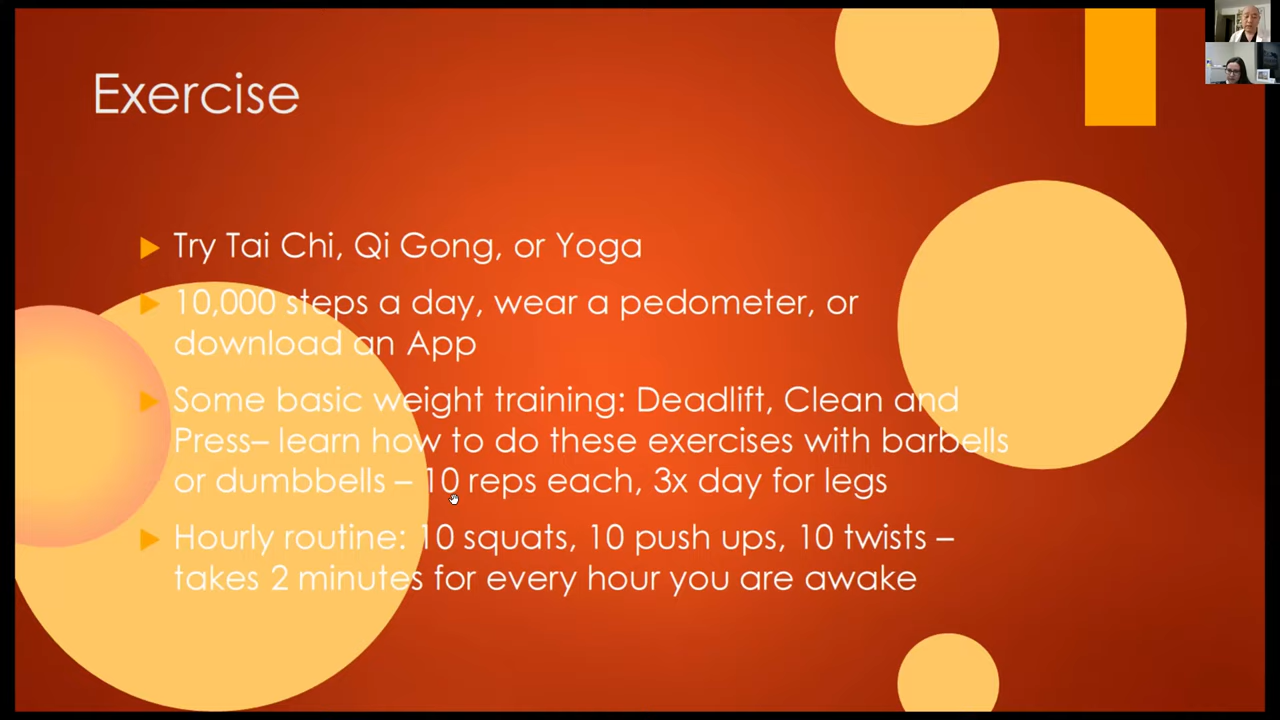 Exercise
Try Tai Chi, Qi Gong, or Yoga
10,000 steps a day, wear a pedometer, or
download an App
Some basic weight training: Deadlift, Clean and
Press– learn how to do these exercises with barbells
or dumbbells – 10 reps each, 3x day for legs
Hourly routine: 10 squats, 10 push ups, 10 twists –
takes 2 minutes for every hour you are awake